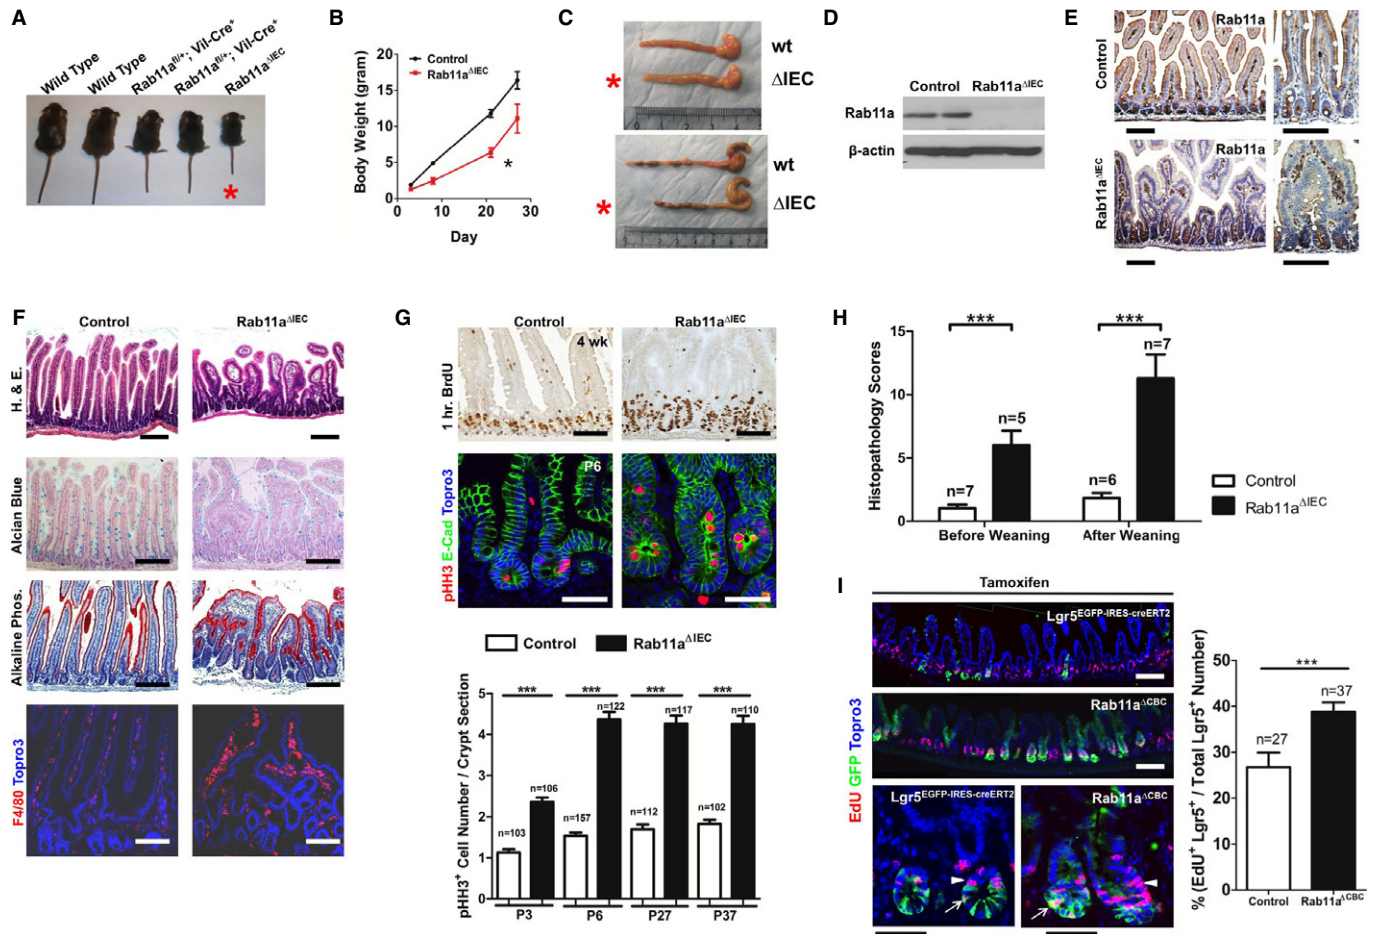 A
Wild Type
Wild Type
Rab11a^fl/+; Vil-Cre+
Rab11a^fl/+; Vil-Cre+
Rab11a^ΔIEC
*
B
Control
Rab11a^ΔIEC
Body Weight (gram)
20
15
10
5
0
0 10 20 30
Day
*
C
wt
* ΔIEC
0 1 2 3 4
wt
* ΔIEC
D
Control Rab11a^ΔIEC
Rab11a
β-actin
E
Control
Rab11a
Rab11a^ΔIEC
Rab11a
F
Control Rab11a^ΔIEC
H. & E.
Alcian Blue
Alkaline Phos.
F4/80 Topro3
G
Control Rab11a^ΔIEC
1 hr. BrdU
4 wk
pHH3 E-Cad Topro3
P6
Control Rab11a^ΔIEC
pHH3+ Cell Number / Crypt Section
5
4
3
2
1
0
*** *** *** ***
n=103 n=106 n=157 n=122 n=112 n=117 n=102 n=110
P3 P6 P27 P37
H
Histopathology Scores
15
10
5
0
*** ***
n=7 n=5 n=6 n=7
Before Weaning After Weaning
Control
Rab11a^ΔIEC
I
Tamoxifen
EdU GFP Topro3
Lgr5^EGFP-IRES-creERT2
Rab11a^ΔCBC
Lgr5^EGFP-IRES-creERT2
Rab11a^ΔCBC
% (EdU+ Lgr5+ / Total Lgr5+ Number)
50
40
30
20
10
0
***
n=27 n=37
Control Rab11a^ΔCBC